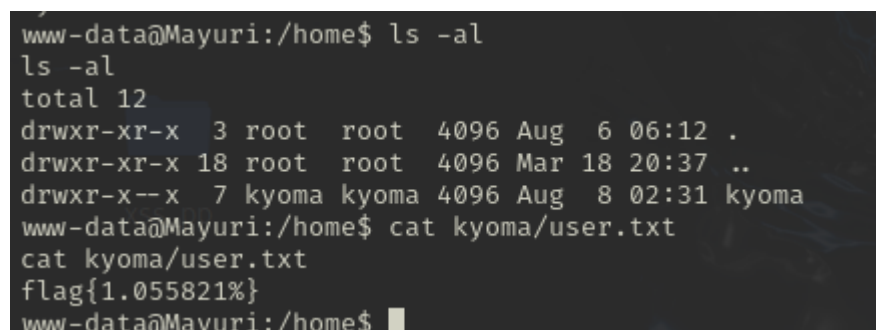 www-data@Mayuri:/home$ ls -al
ls -al
total 12
drwxr-xr-x  3 root  root  4096 Aug  6 06:12 .
drwxr-xr-x 18 root  root  4096 Mar 18 20:37 ..
drwxr-x--x  7 kyoma kyoma 4096 Aug  8 02:31 kyoma
www-data@Mayuri:/home$ cat kyoma/user.txt
cat kyoma/user.txt
flag{1.055821%}
www-data@Mayuri:/home$